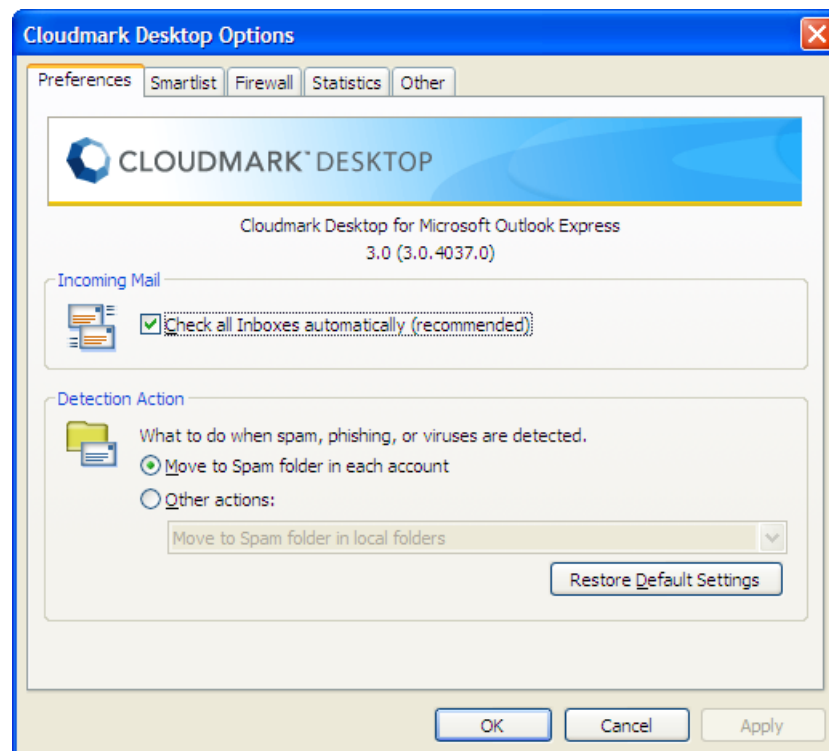 Cloudmark Desktop Options
Preferences Smartlist Firewall Statistics Other
CLOUDMARK™ DESKTOP
Cloudmark Desktop for Microsoft Outlook Express
3.0 (3.0.4037.0)
Incoming Mail
Check all Inboxes automatically (recommended)
Detection Action
What to do when spam, phishing, or viruses are detected.
Move to Spam folder in each account
Other actions:
Move to Spam folder in local folders
Restore Default Settings
OK Cancel Apply